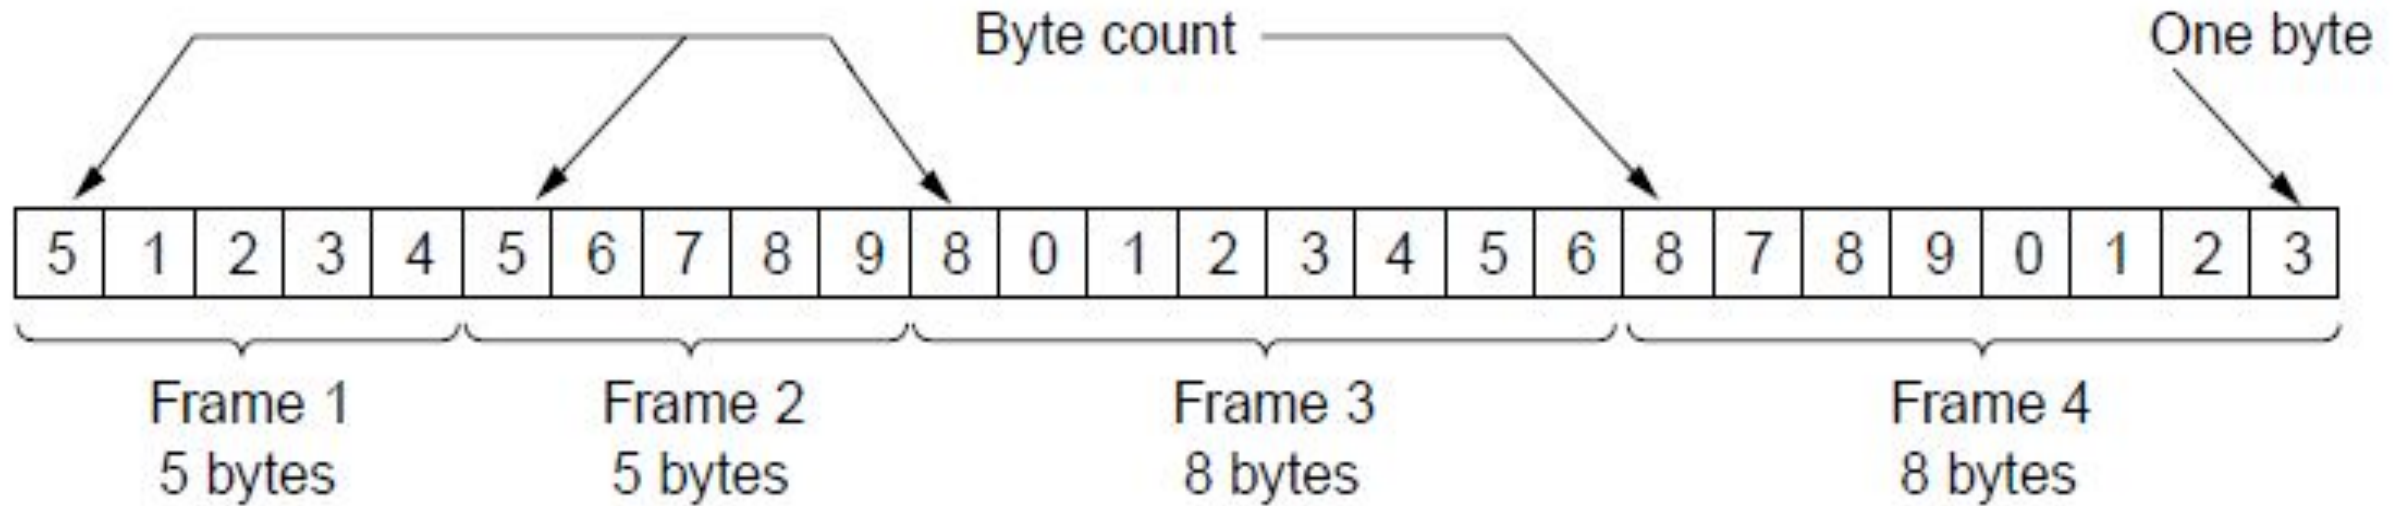 Byte count One byte
5 1 2 3 4 5 6 7 8 9 8 0 1 2 3 4 5 6 8 7 8 9 0 1 2 3
Frame 1 Frame 2 Frame 3 Frame 4
5 bytes 5 bytes 8 bytes 8 bytes